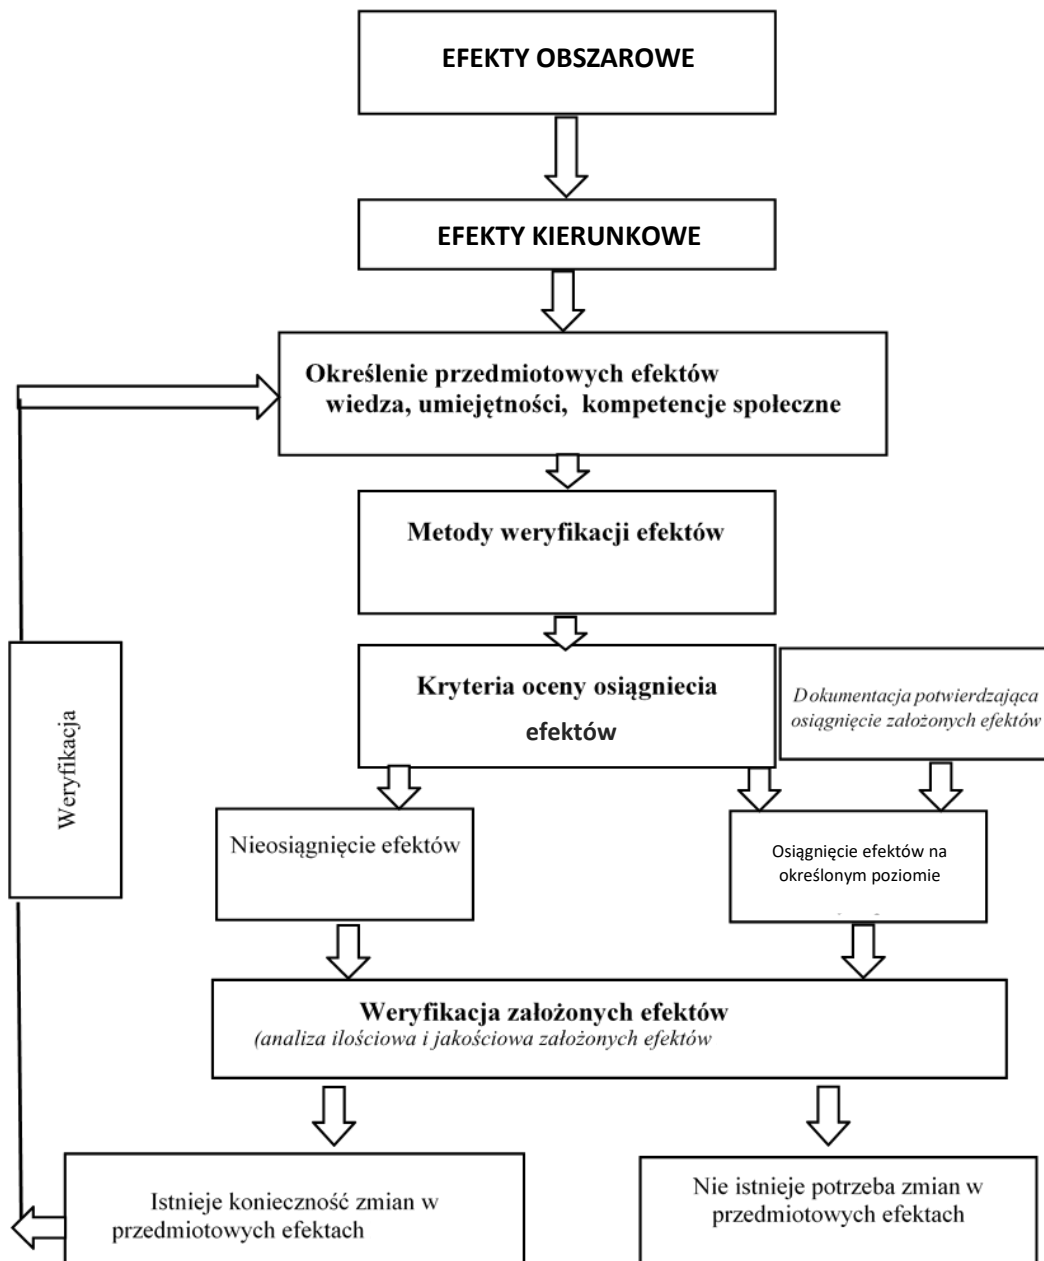 EFEKTY OBSZAROWE
EFEKTY KIERUNKOWE
Określenie przedmiotowych efektów
wiedza, umiejętności, kompetencje społeczne
Metody weryfikacji efektów
Kryteria oceny osiągniecia
efektów
Dokumentacja potwierdzająca
osiągnięcie założonych efektów
Weryfikacja
Nieosiągnięcie efektów
Osiągnięcie efektów na
określonym poziomie
Weryfikacja założonych efektów
(analiza ilościowa i jakościowa założonych efektów
Istnieje konieczność zmian w
przedmiotowych efektach
Nie istnieje potrzeba zmian w
przedmiotowych efektach